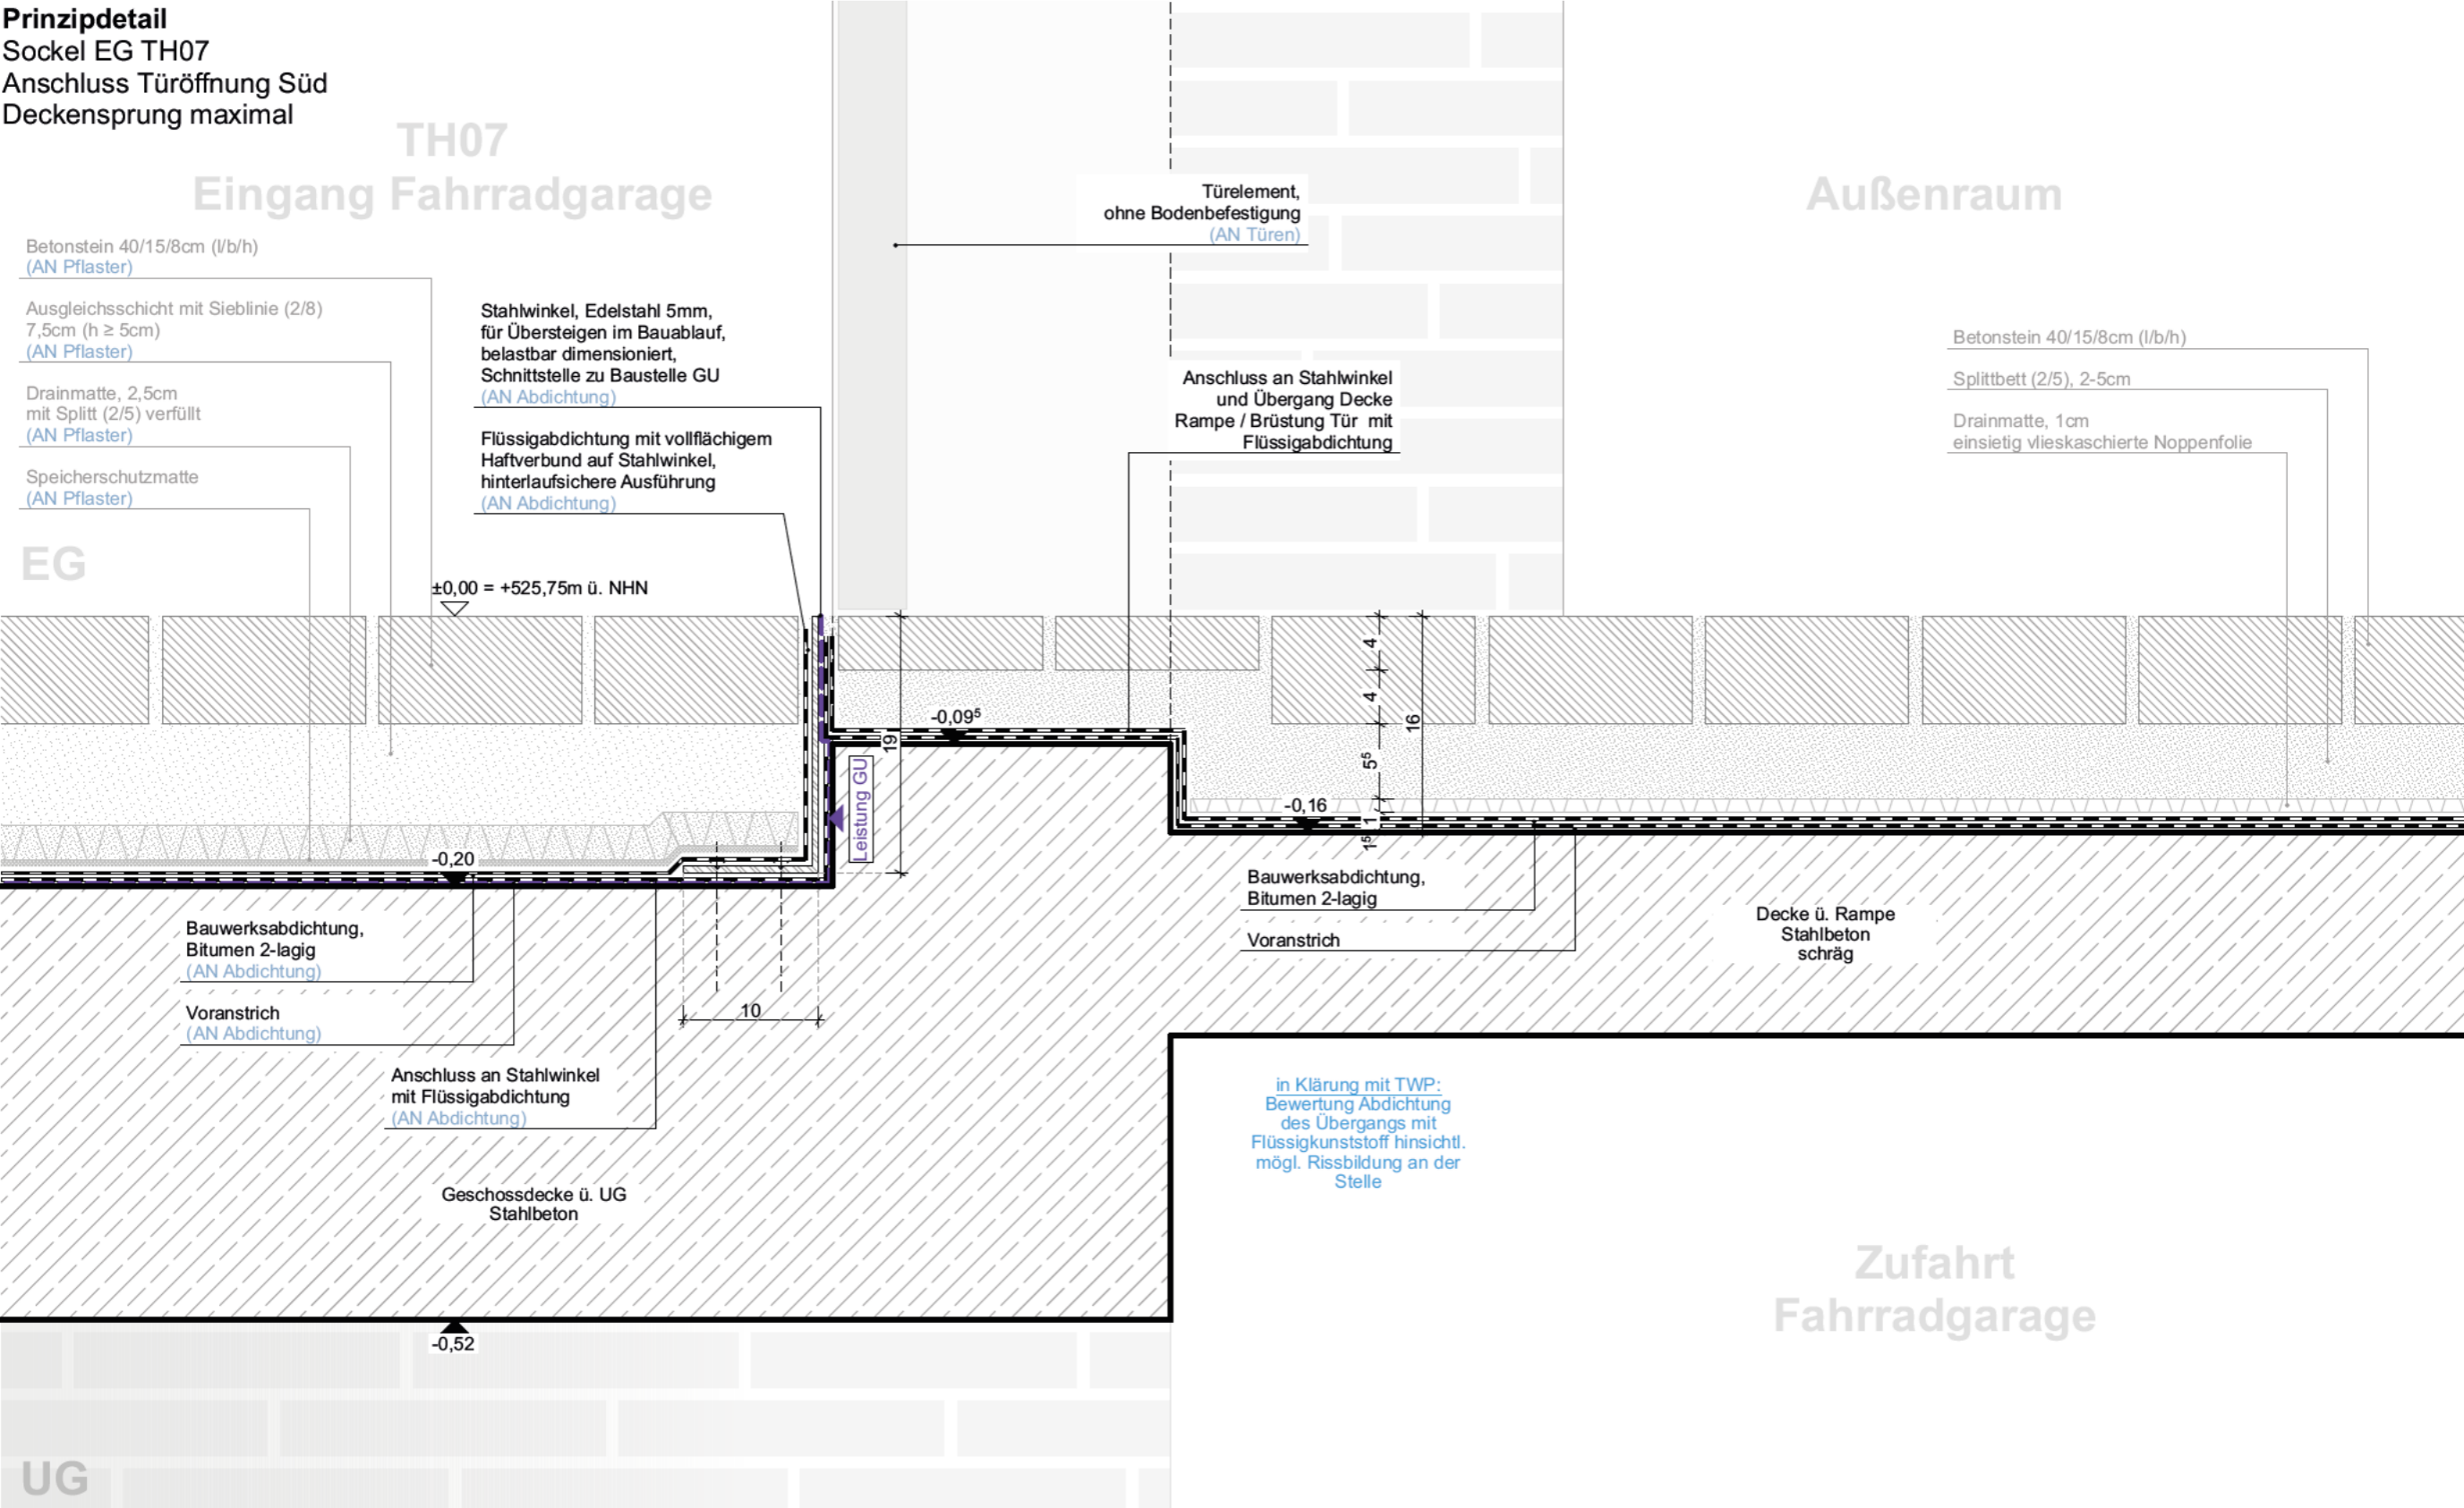 Prinzipdetail
Sockel EG TH07
Anschluss Türöffnung Süd
Deckensprung maximal
TH07
Eingang Fahrradgarage
Außenraum
Türelement,
ohne Bodenbefestigung
(AN Türen)
Betonstein 40/15/8cm (l/b/h)
(AN Pflaster)
Ausgleichsschicht mit Sieblinie (2/8)
7,5cm (h ≥ 5cm)
(AN Pflaster)
Drainmatte, 2,5cm
mit Splitt (2/5) verfüllt
(AN Pflaster)
Speicherschutzmatte
(AN Pflaster)
Stahlwinkel, Edelstahl 5mm,
für Übersteigen im Bauablauf,
belastbar dimensioniert,
Schnittstelle zu Baustelle GU
(AN Abdichtung)
Flüssigabdichtung mit vollflächigem
Haftverbund auf Stahlwinkel,
hinterlaufsichere Ausführung
(AN Abdichtung)
Anschluss an Stahlwinkel
und Übergang Decke
Rampe / Brüstung Tür mit
Flüssigabdichtung
Betonstein 40/15/8cm (l/b/h)
Splittbett (2/5), 2-5cm
Drainmatte, 1cm
einsietig vlieskaschierte Noppenfolie
EG
±0,00 = +525,75m ü. NHN
4
4
16
5⁵
1
1⁵
19
-0,09⁵
-0,16
-0,20
Leistung GU
Bauwerksabdichtung,
Bitumen 2-lagig
(AN Abdichtung)
Voranstrich
(AN Abdichtung)
Anschluss an Stahlwinkel
mit Flüssigabdichtung
(AN Abdichtung)
10
Bauwerksabdichtung,
Bitumen 2-lagig
Voranstrich
Decke ü. Rampe
Stahlbeton
schräg
in Klärung mit TWP:
Bewertung Abdichtung
des Übergangs mit
Flüssigkunststoff hinsichtl.
mögl. Rissbildung an der
Stelle
Geschossdecke ü. UG
Stahlbeton
Zufahrt
Fahrradgarage
-0,52
UG